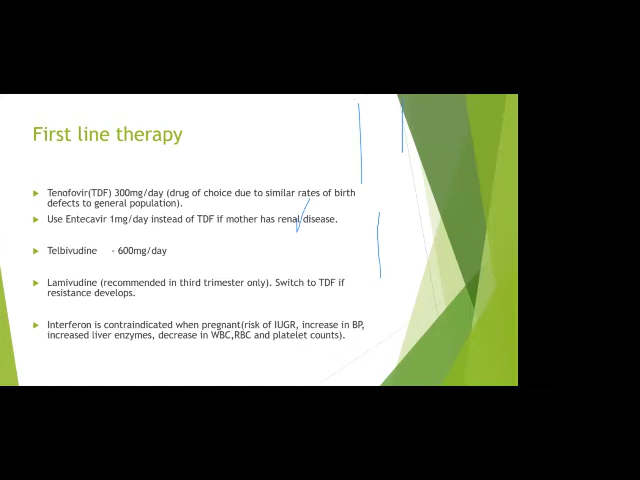 First line therapy
Tenofovir(TDF) 300mg/day (drug of choice due to similar rates of birth
defects to general population).
Use Entecavir 1mg/day instead of TDF if mother has renal disease.
Telbivudine - 600mg/day
Lamivudine (recommended in third trimester only). Switch to TDF if
resistance develops.
Interferon is contraindicated when pregnant(risk of IUGR, increase in BP,
increased liver enzymes, decrease in WBC,RBC and platelet counts).